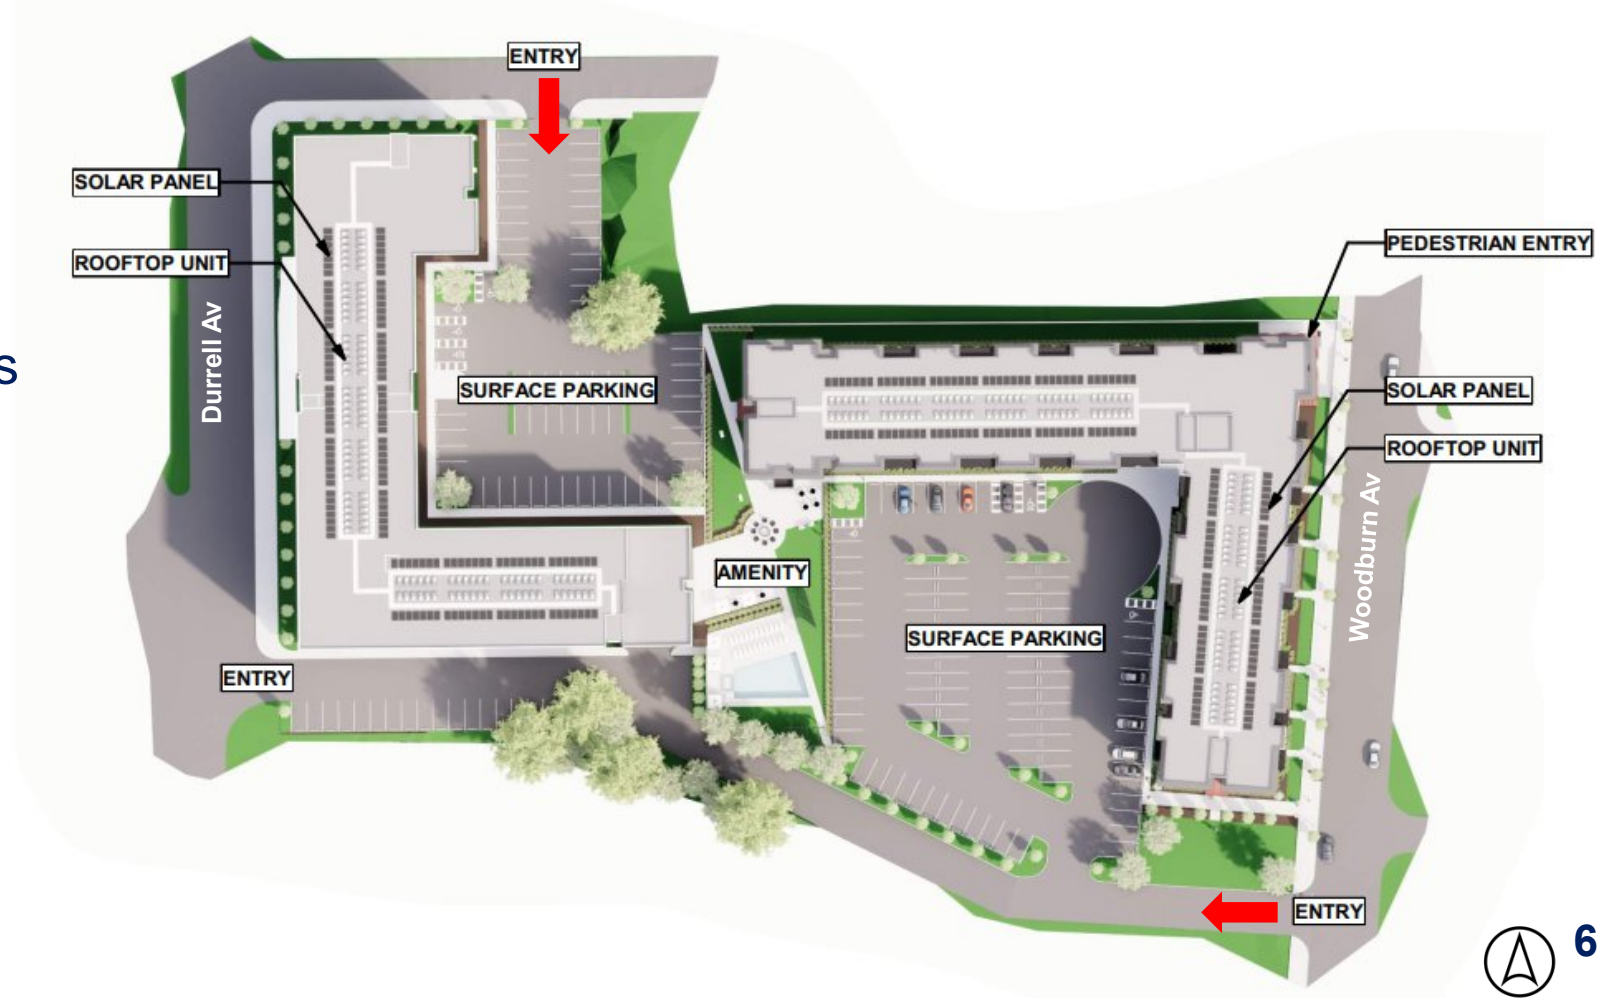 ENTRY
SOLAR PANEL
ROOFTOP UNIT
Durrell Av
s
SURFACE PARKING
PEDESTRIAN ENTRY
SOLAR PANEL
ROOFTOP UNIT
Woodburn Av
AMENITY
SURFACE PARKING
ENTRY
ENTRY
6